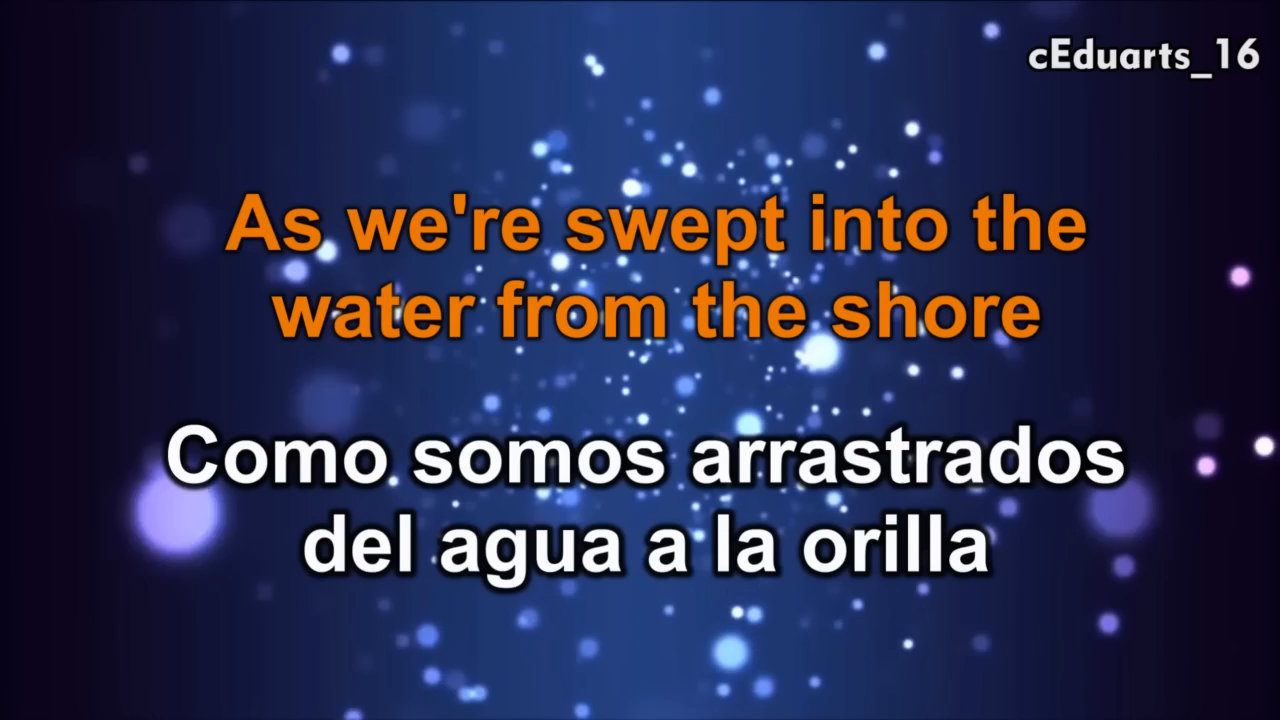 cEduarts_16
As we're swept into the
water from the shore
Como somos arrastrados
del agua a la orilla